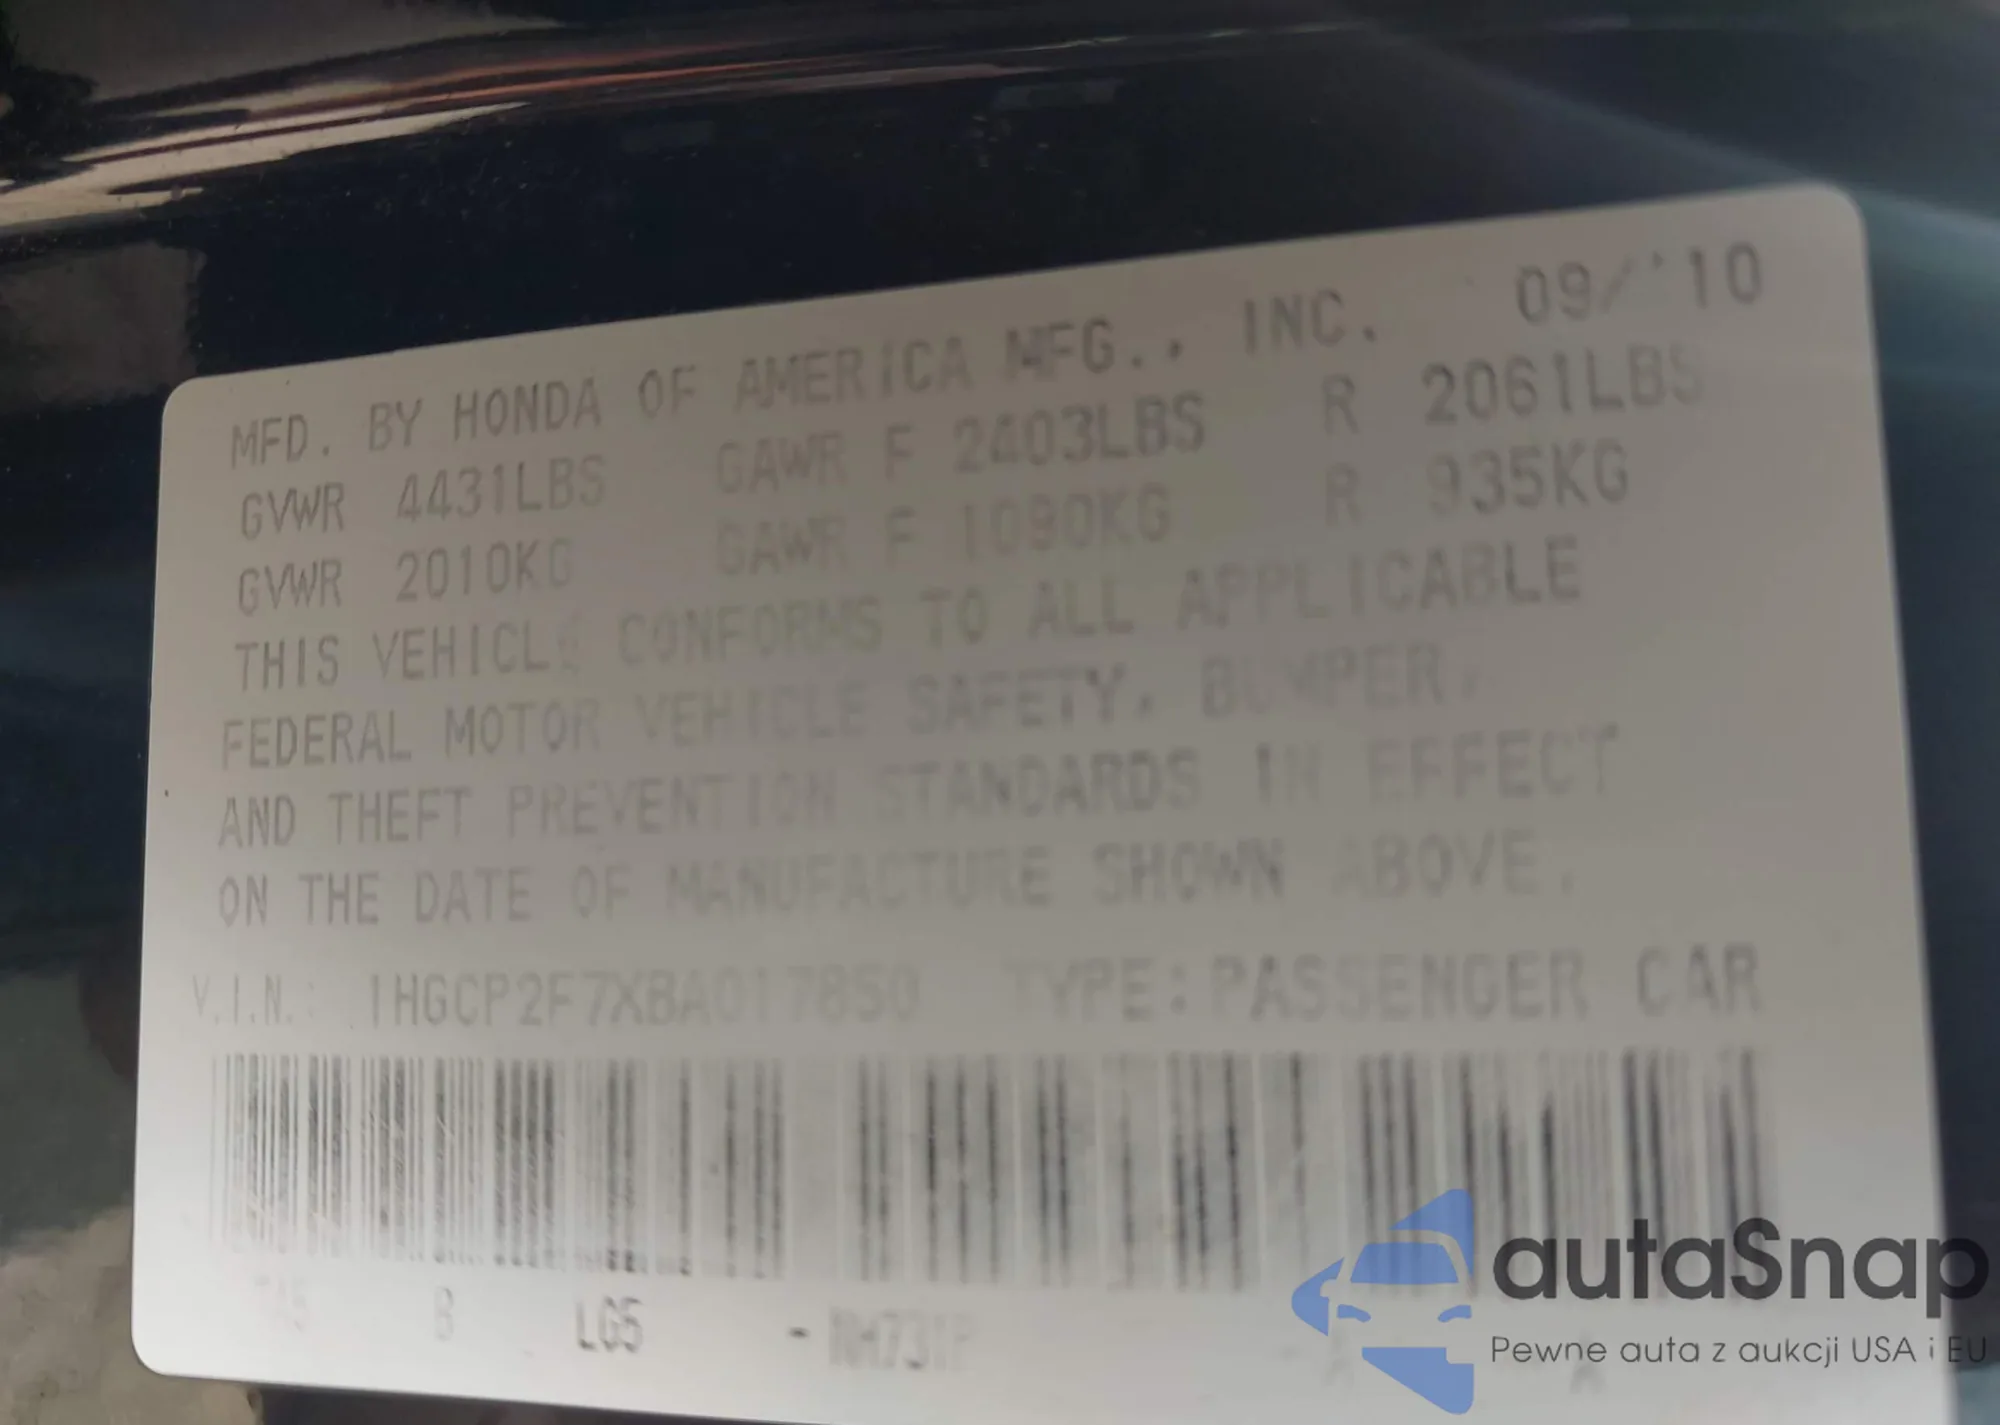 MFD. BY HONDA OF AMERICA MFG., INC. 09/'10
GVWR 4431LBS GAWR F 2403LBS R 2061LBS
GVWR 2010KG GAWR F 1090KG R 935KG
THIS VEHICLE CONFORMS TO ALL APPLICABLE
FEDERAL MOTOR VEHICLE SAFETY, BUMPER,
AND THEFT PREVENTION STANDARDS IN EFFECT
ON THE DATE OF MANUFACTURE SHOWN ABOVE.
V.I.N.: 1HGCP2F7XBA017850 TYPE: PASSENGER CAR
B LG5 - NH731P
autaSnap
Pewne auta z aukcji USA i EU